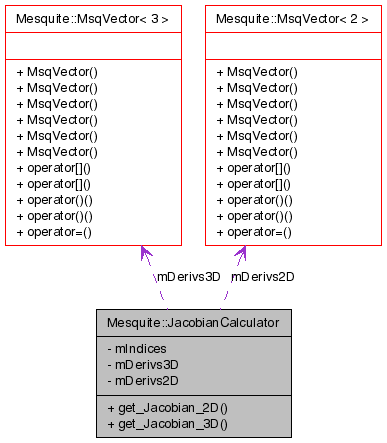 Mesquite::MsqVector< 3 >
+ MsqVector()
+ MsqVector()
+ MsqVector()
+ MsqVector()
+ MsqVector()
+ MsqVector()
+ operator[]()
+ operator[]()
+ operator()()
+ operator()()
+ operator=()
Mesquite::MsqVector< 2 >
+ MsqVector()
+ MsqVector()
+ MsqVector()
+ MsqVector()
+ MsqVector()
+ MsqVector()
+ operator[]()
+ operator[]()
+ operator()()
+ operator()()
+ operator=()
mDerivs3D
mDerivs2D
Mesquite::JacobianCalculator
- mIndices
- mDerivs3D
- mDerivs2D
+ get_Jacobian_2D()
+ get_Jacobian_3D()